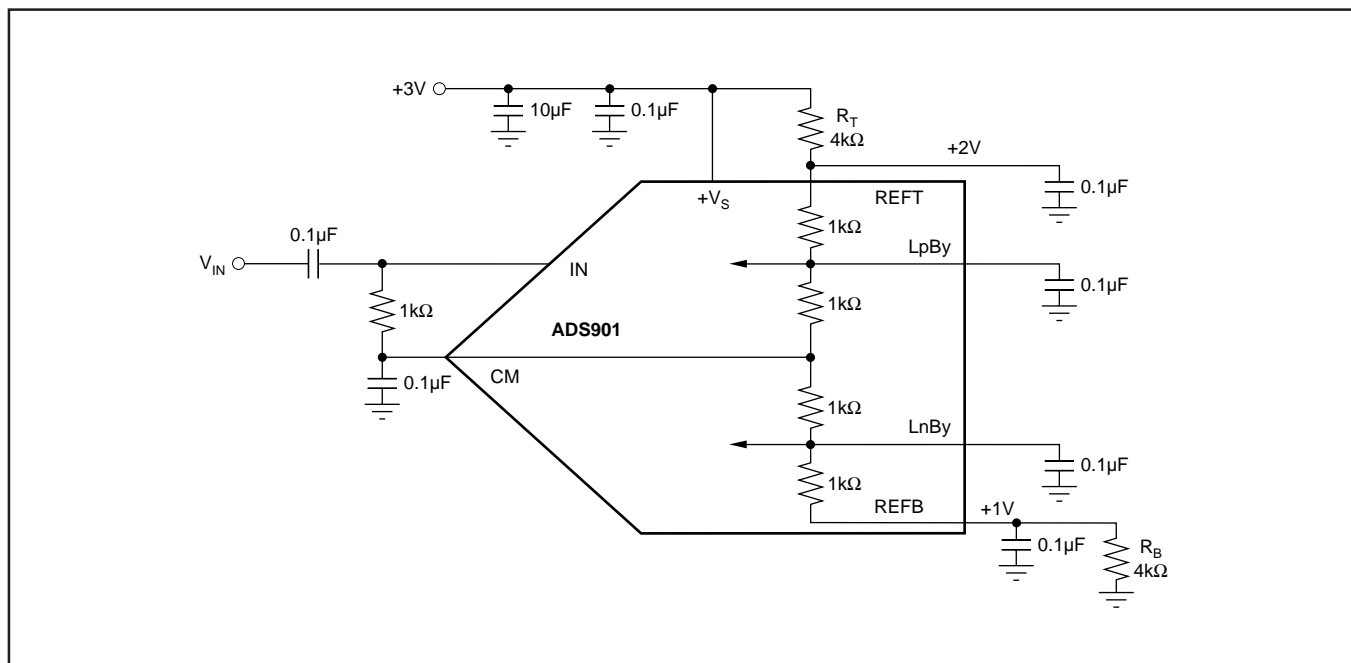 +3V
10µF
0.1µF
R_T
4kΩ
+2V
0.1µF
+V_S
REFT
1kΩ
0.1µF
V_IN
IN
LpBy
0.1µF
1kΩ
1kΩ
ADS901
CM
0.1µF
1kΩ
LnBy
0.1µF
1kΩ
REFB
+1V
0.1µF
R_B
4kΩ